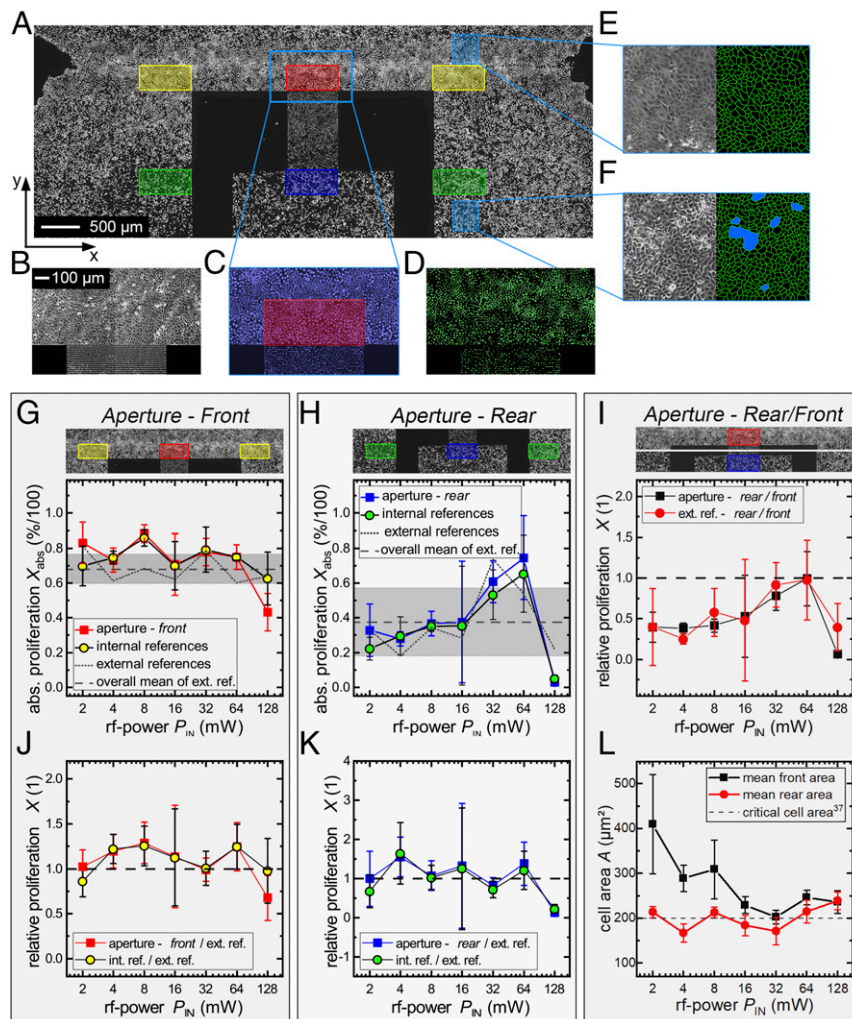 A
E
y
x
500 µm
F
B
100 µm
C
D
G
Aperture - Front
H
Aperture - Rear
I
Aperture - Rear/Front
abs. proliferation Xabs (%/100)
1.0
0.8
0.6
0.4
0.2
0.0
aperture - front
internal references
external references
overall mean of ext. ref.
2 4 8 16 32 64 128
rf-power PIN (mW)
abs. proliferation Xabs (%/100)
1.0
0.8
0.6
0.4
0.2
0.0
aperture - rear
internal references
external references
overall mean of ext. ref.
2 4 8 16 32 64 128
rf-power PIN (mW)
relative proliferation X (1)
2.0
1.5
1.0
0.5
0.0
aperture - rear / front
ext. ref. - rear / front
2 4 8 16 32 64 128
rf-power PIN (mW)
J
relative proliferation X (1)
2.0
1.5
1.0
0.5
0.0
aperture - front / ext. ref.
int. ref. / ext. ref.
2 4 8 16 32 64 128
rf-power PIN (mW)
K
relative proliferation X (1)
4
3
2
1
0
-1
aperture - rear / ext. ref.
int. ref. / ext. ref.
2 4 8 16 32 64 128
rf-power PIN (mW)
L
cell area A (µm²)
500
400
300
200
100
mean front area
mean rear area
critical cell area37
2 4 8 16 32 64 128
rf-power PIN (mW)